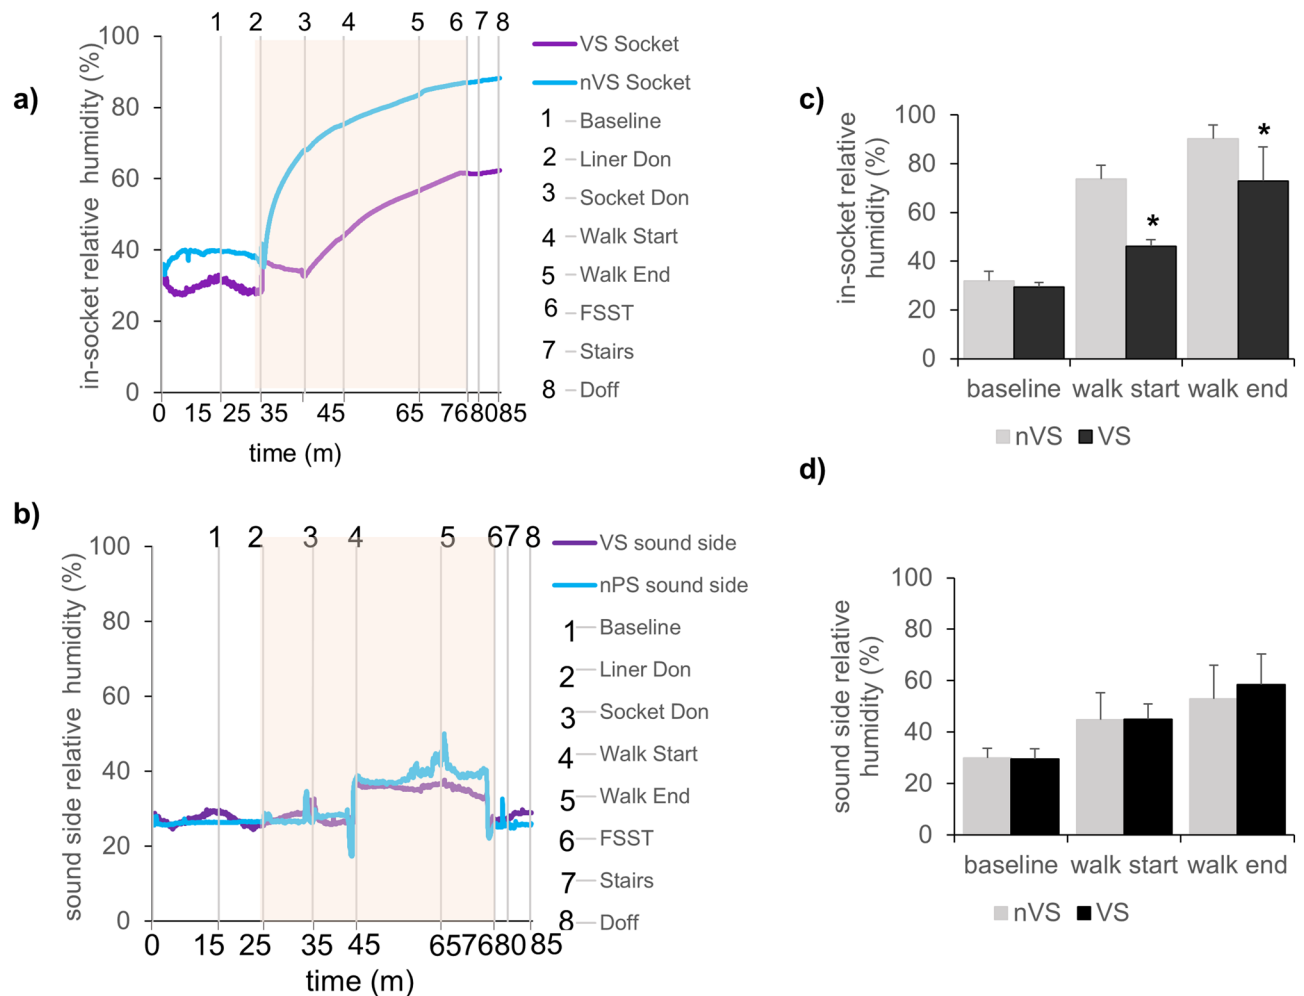 a)
1 2 3 4 5 6 7 8
in-socket relative humidity (%)
100
80
60
40
20
0
0 15 25 35 45 65 76 80 85
time (m)
VS Socket
nVS Socket
1 Baseline
2 Liner Don
3 Socket Don
4 Walk Start
5 Walk End
6 FSST
7 Stairs
8 Doff
c)
in-socket relative
humidity (%)
100
80
60
40
20
0
*
*
baseline walk start walk end
nVS VS
b)
1 2 3 4 5 6 7 8
sound side relative humidity (%)
100
80
60
40
20
0
0 15 25 35 45 65 76 80 85
time (m)
VS sound side
nPS sound side
1 Baseline
2 Liner Don
3 Socket Don
4 Walk Start
5 Walk End
6 FSST
7 Stairs
8 Doff
d)
sound side relative
humidity (%)
100
80
60
40
20
0
baseline walk start walk end
nVS VS